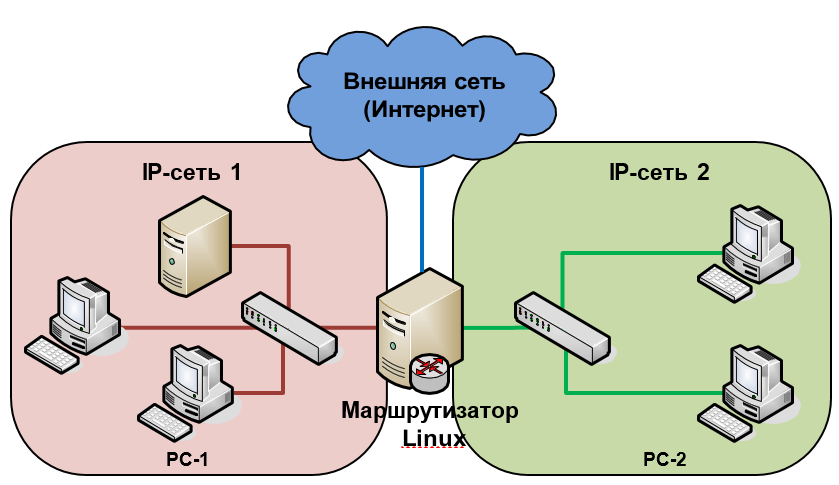 Внешняя сеть
(Интернет)
IP-сеть 1
IP-сеть 2
Маршрутизатор
Linux
PC-1
PC-2